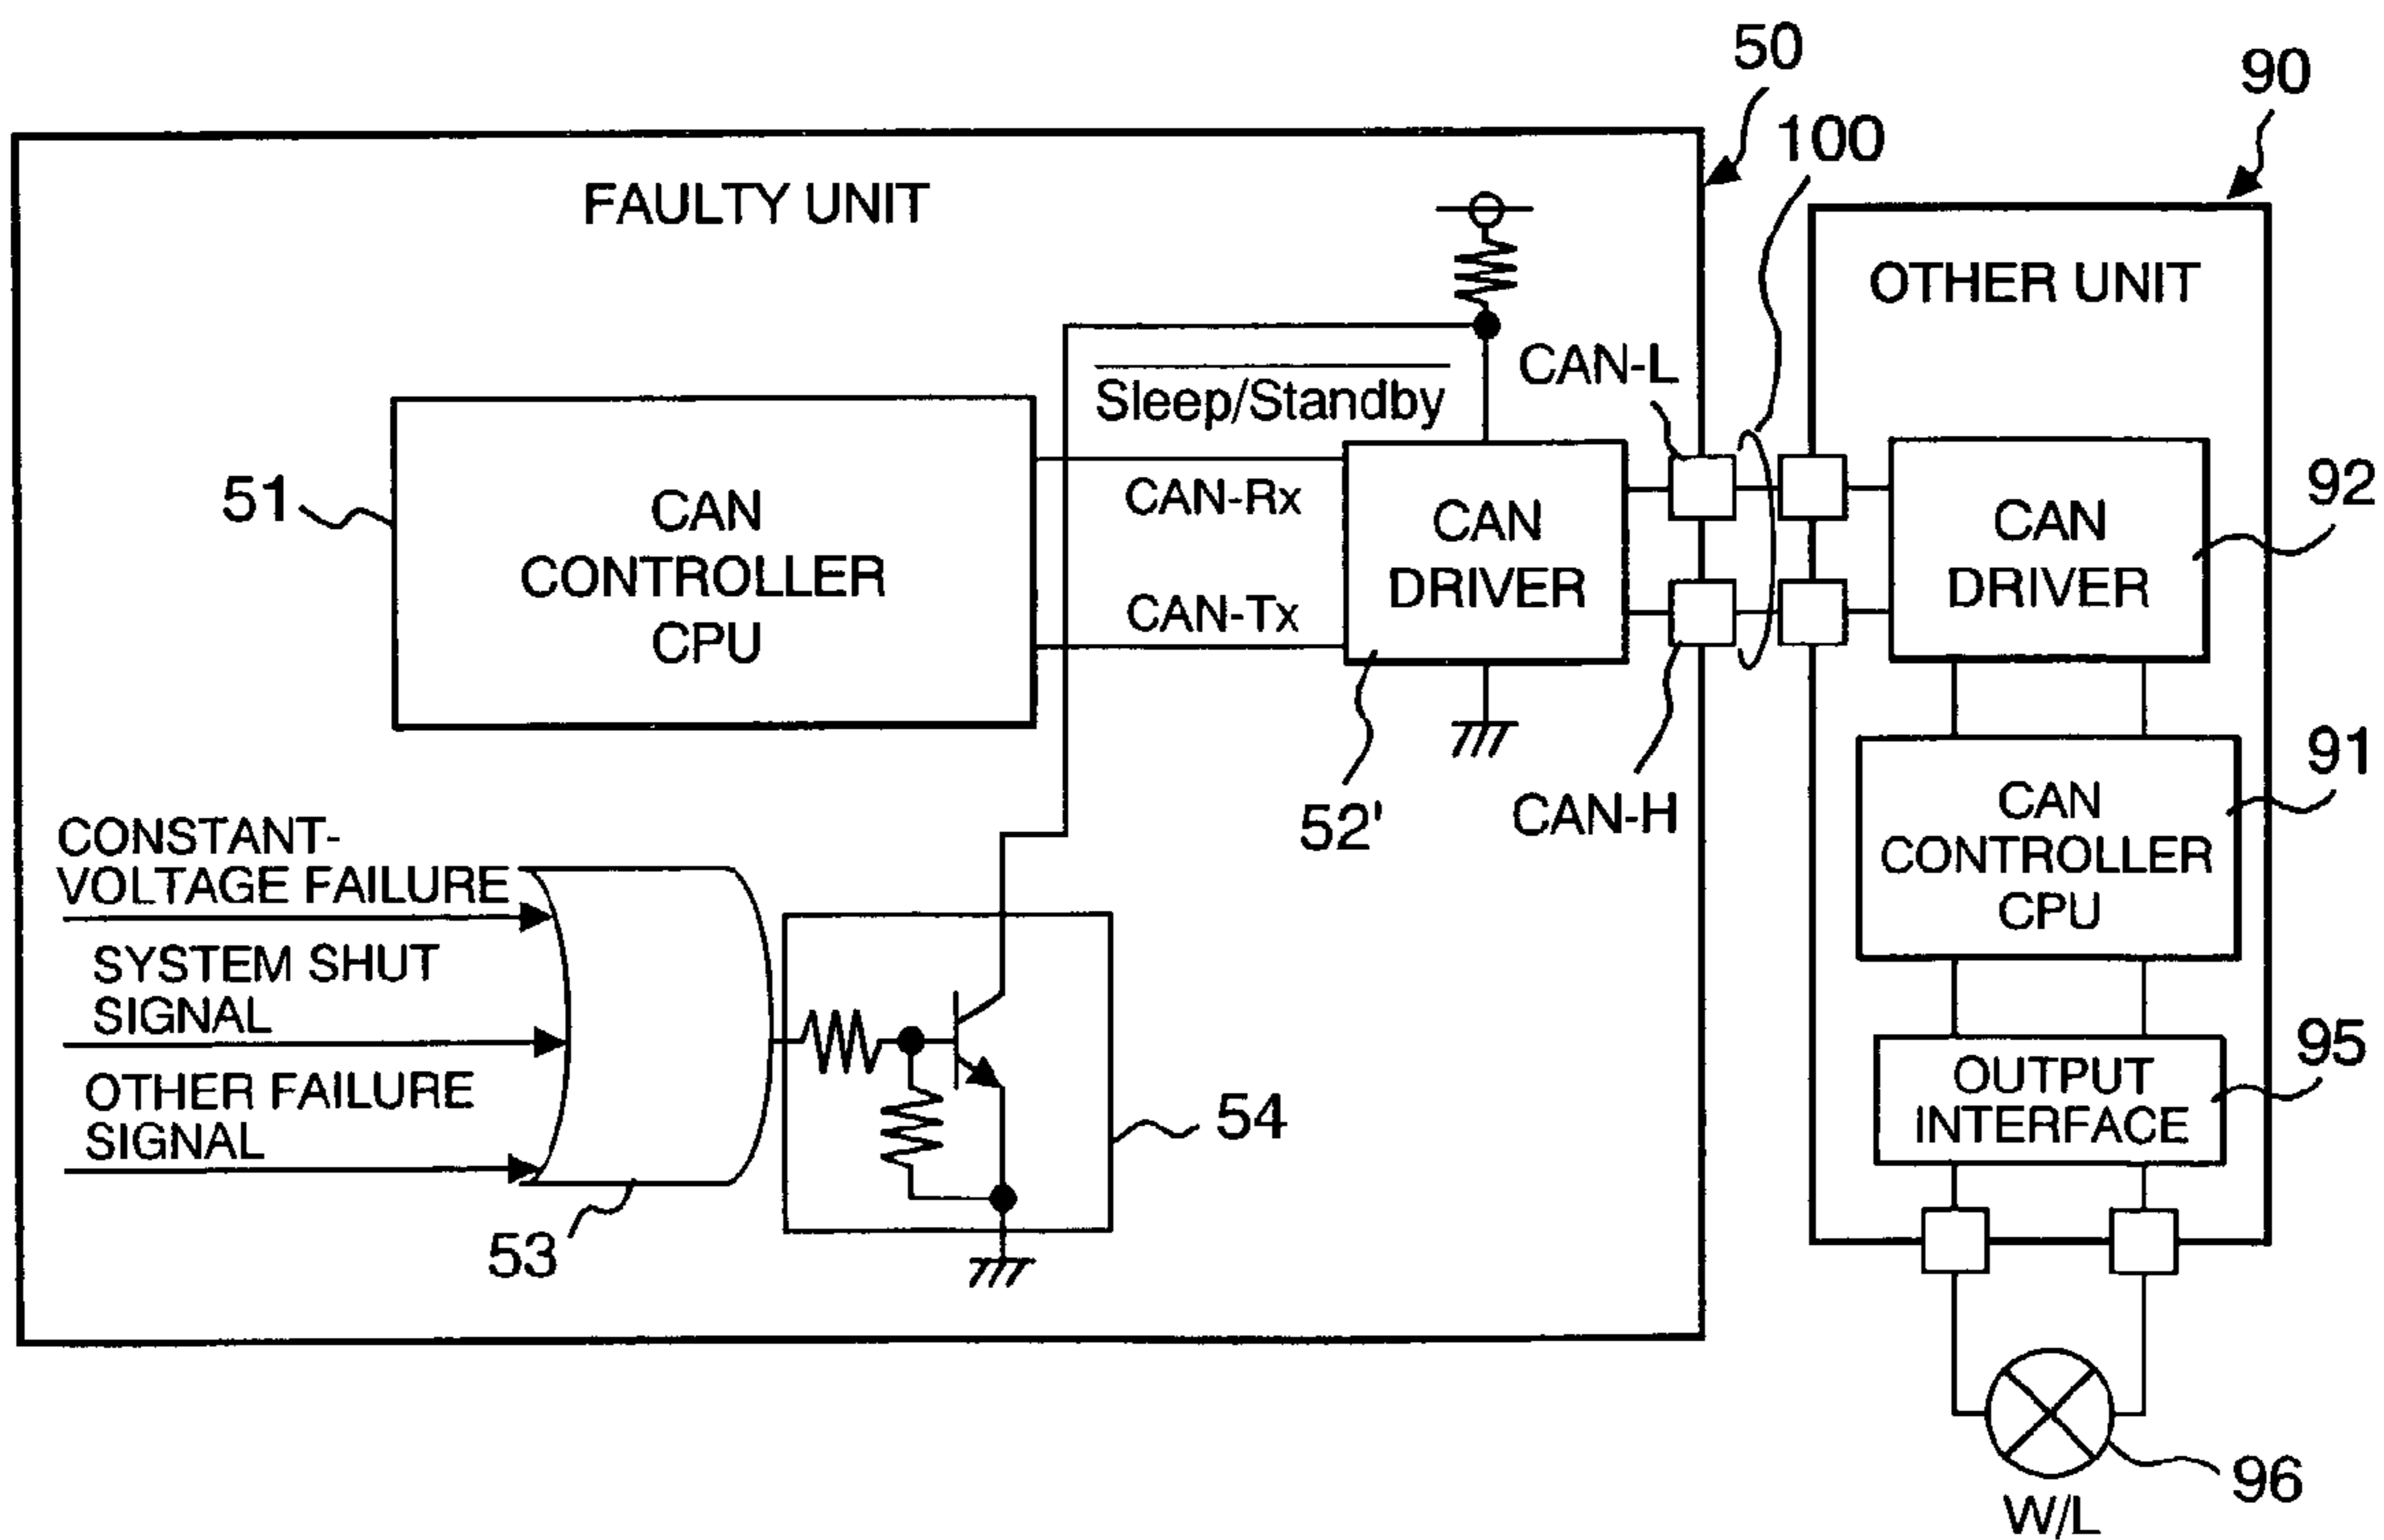 50
90
100
FAULTY UNIT
OTHER UNIT
CAN-L
Sleep/Standby
51
CAN
CONTROLLER
CPU
CAN-Rx
CAN-Tx
CAN
DRIVER
CAN
DRIVER
92
52'
CAN-H
91
CAN
CONTROLLER
CPU
CONSTANT-
VOLTAGE FAILURE
SYSTEM SHUT
SIGNAL
OTHER FAILURE
SIGNAL
53
54
95
OUTPUT
INTERFACE
96
W/L